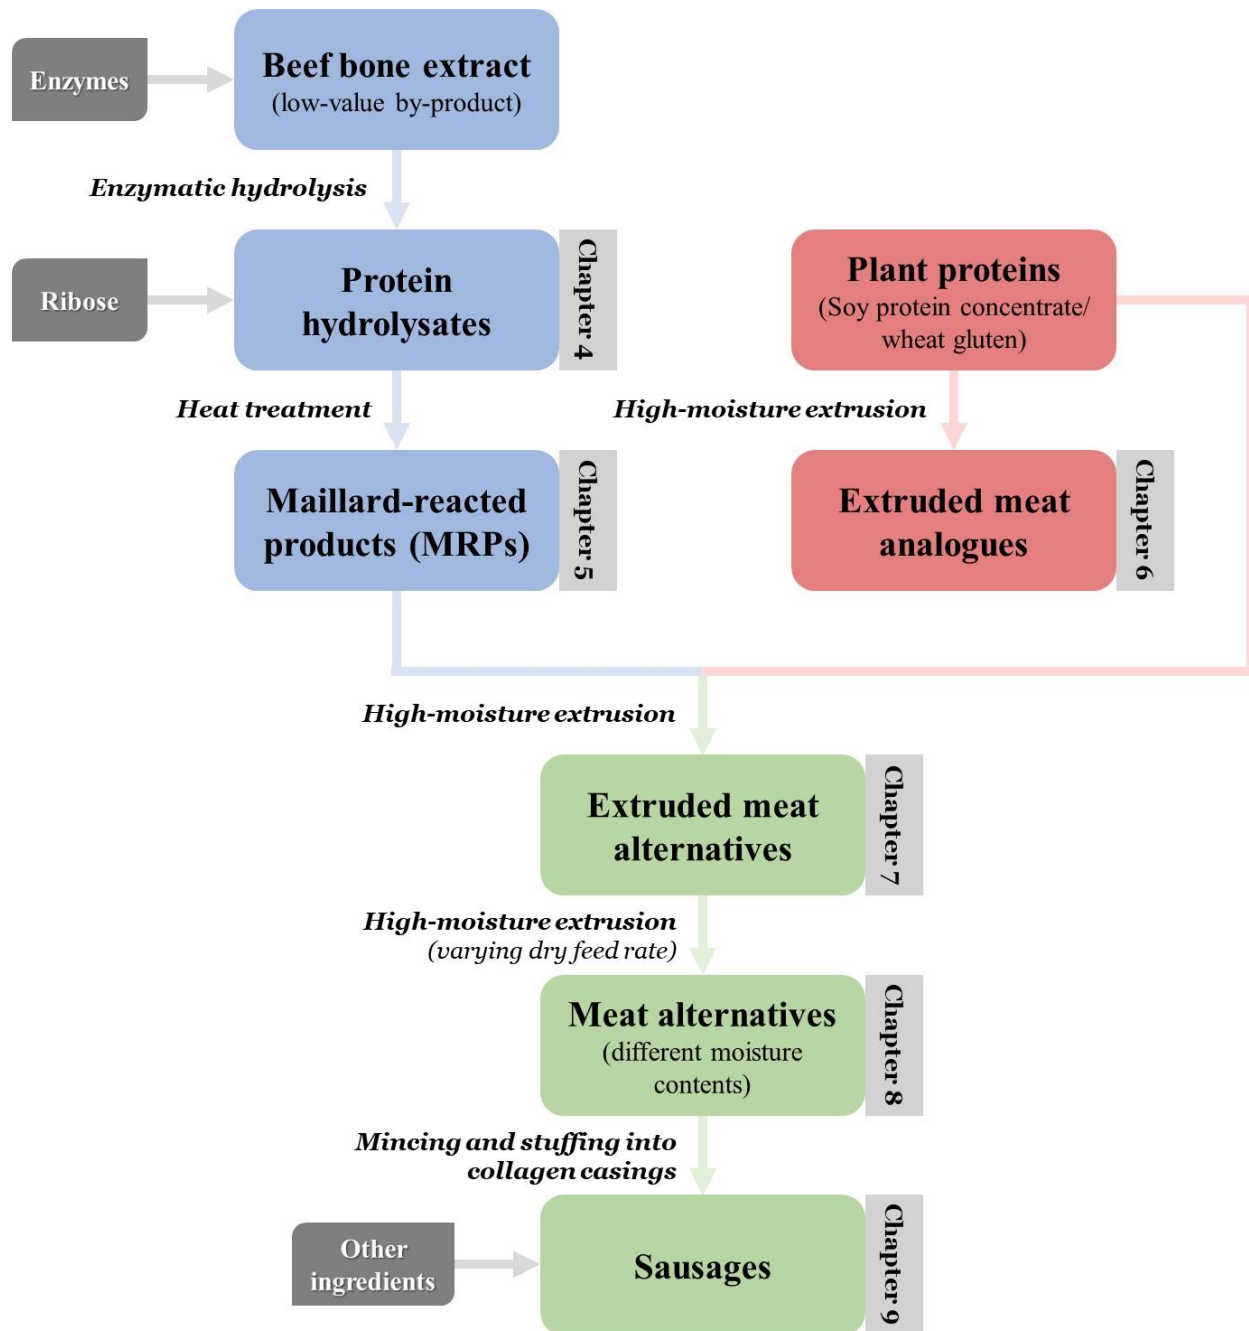 Enzymes
Beef bone extract
(low-value by-product)
Enzymatic hydrolysis
Ribose
Protein
hydrolysates
Chapter 4
Plant proteins
(Soy protein concentrate/
wheat gluten)
Heat treatment
High-moisture extrusion
Maillard-reacted
products (MRPs)
Chapter 5
Extruded meat
analogues
Chapter 6
High-moisture extrusion
Extruded meat
alternatives
Chapter 7
High-moisture extrusion
(varying dry feed rate)
Meat alternatives
(different moisture
contents)
Chapter 8
Mincing and stuffing into
collagen casings
Other
ingredients
Sausages
Chapter 9